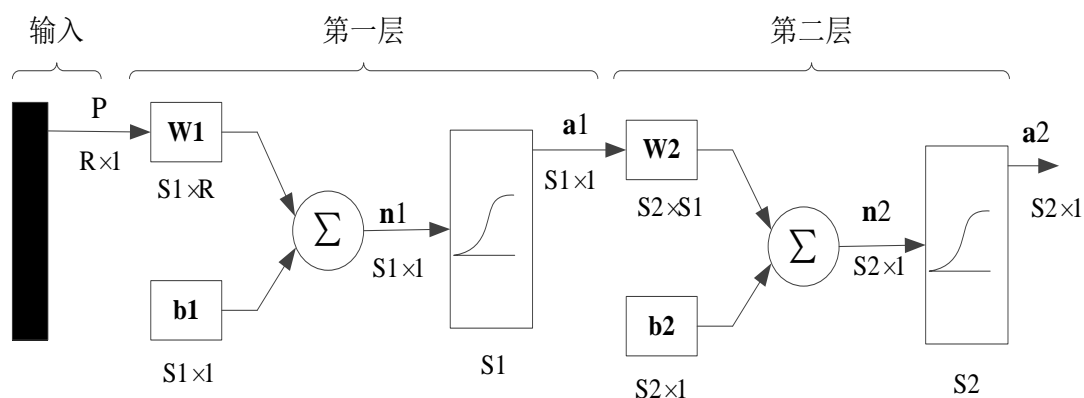 输入
第一层
第二层
P
R×1
W1
S1×R
b1
S1×1
Σ
n1
S1×1
S1
a1
S1×1
W2
S2×S1
b2
S2×1
Σ
n2
S2×1
S2
a2
S2×1